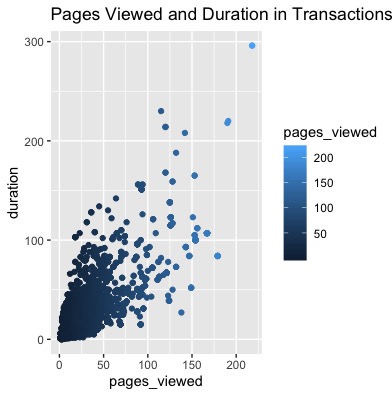 Pages Viewed and Duration in Transactions
300
200
100
0
duration
0 50 100 150 200
pages_viewed
pages_viewed
200
150
100
50